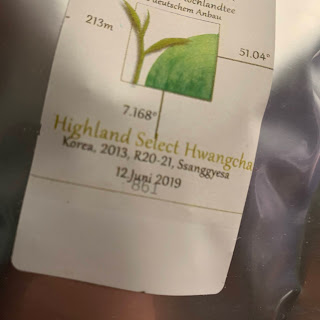 deutschem Anbau
213m
51.04°
7.168°
Highland Select Hwangcha
Korea, 2013, R20-21, Ssanggyesa
12.Juni 2019
861